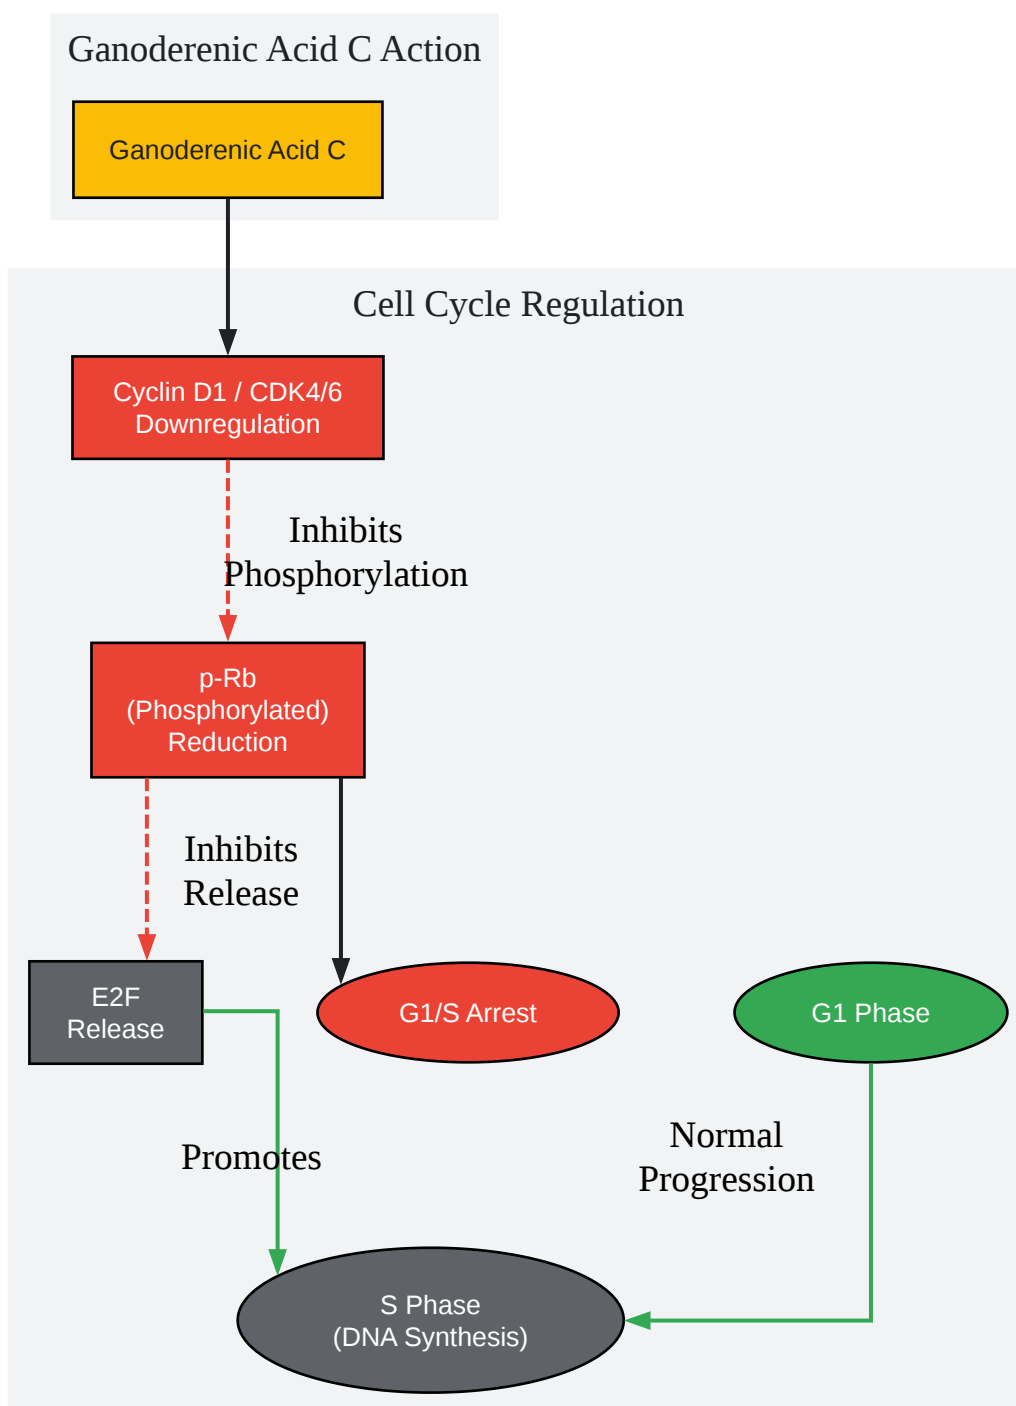 Ganoderenic Acid C Action
Ganoderenic Acid C
Cell Cycle Regulation
Cyclin D1 / CDK4/6
Downregulation
Inhibits
Phosphorylation
p-Rb
(Phosphorylated)
Reduction
Inhibits
Release
E2F
Release
G1/S Arrest
G1 Phase
Promotes
Normal
Progression
S Phase
(DNA Synthesis)